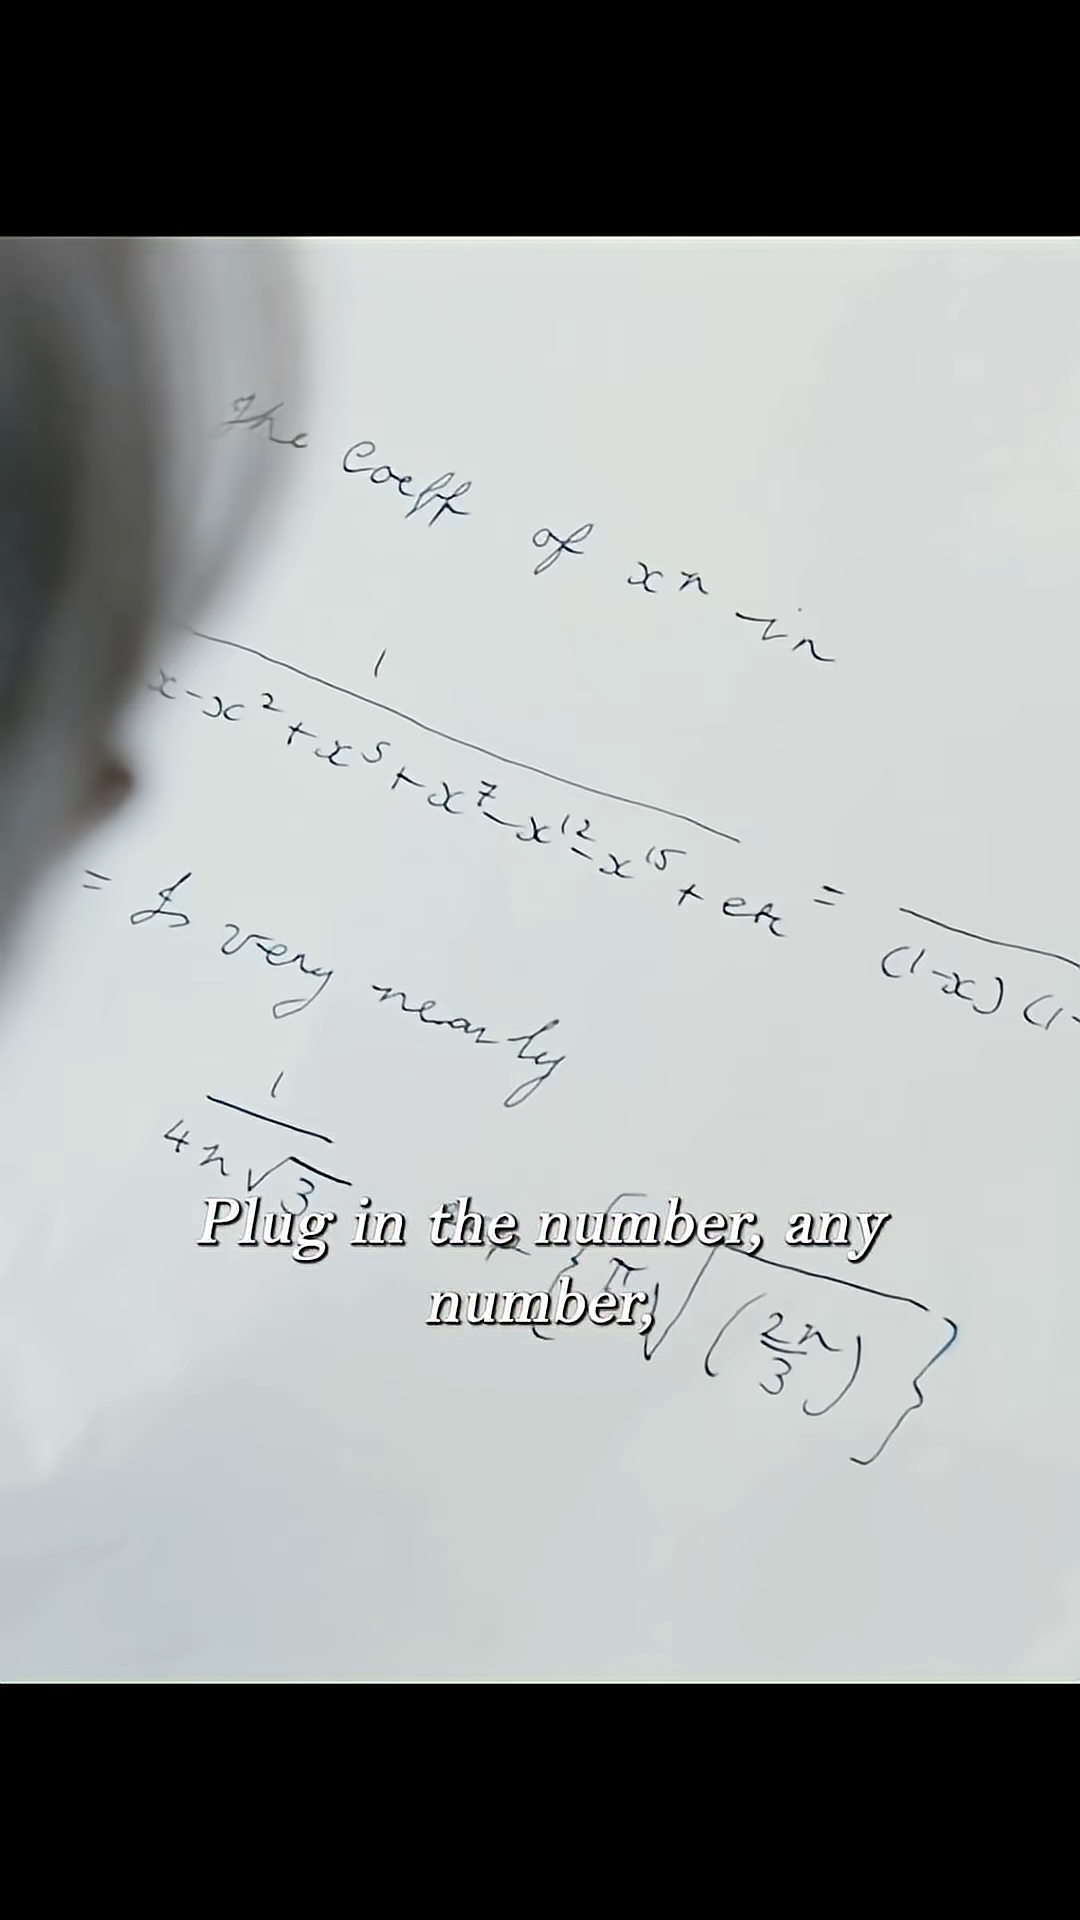 The coeff of xⁿ in
1
x-x²+x⁵+x⁷-x¹²-x¹⁵+etc =
(1-x) (1-
= Is very nearly
1
4n√3
{π√(2n/3)}
Plug in the number, any
number,